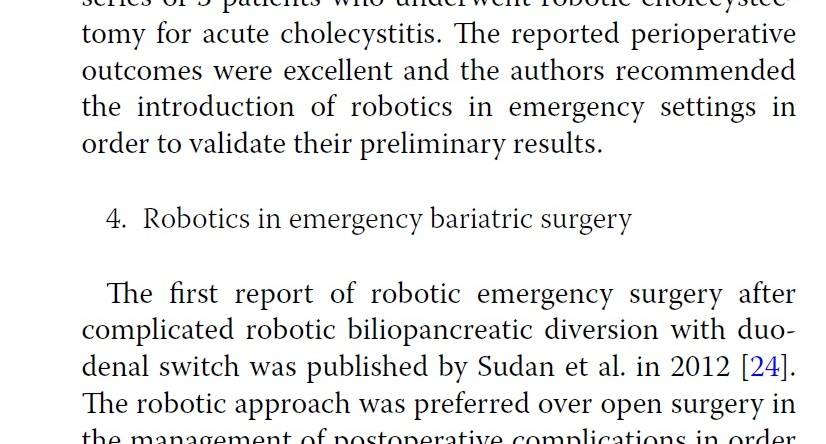 series of 3 patients who underwent robotic cholecystec-
tomy for acute cholecystitis. The reported perioperative
outcomes were excellent and the authors recommended
the introduction of robotics in emergency settings in
order to validate their preliminary results.
4. Robotics in emergency bariatric surgery
The first report of robotic emergency surgery after
complicated robotic biliopancreatic diversion with duo-
denal switch was published by Sudan et al. in 2012 [24].
The robotic approach was preferred over open surgery in
the management of postoperative complications in order